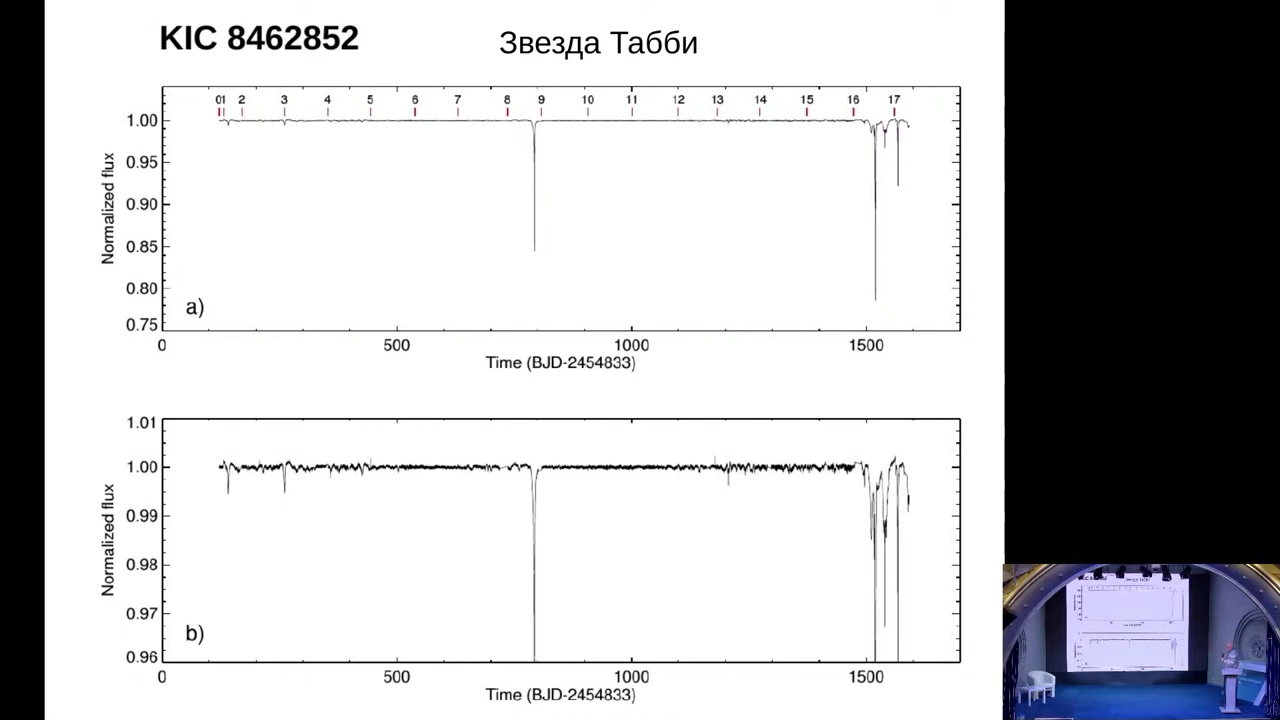 KIC 8462852 Звезда Табби
01 2 3 4 5 6 7 8 9 10 11 12 13 14 15 16 17
1.00
0.95
0.90
0.85
0.80
0.75
Normalized flux
a)
0 500 1000 1500
Time (BJD-2454833)
1.01
1.00
0.99
0.98
0.97
0.96
Normalized flux
b)
0 500 1000 1500
Time (BJD-2454833)